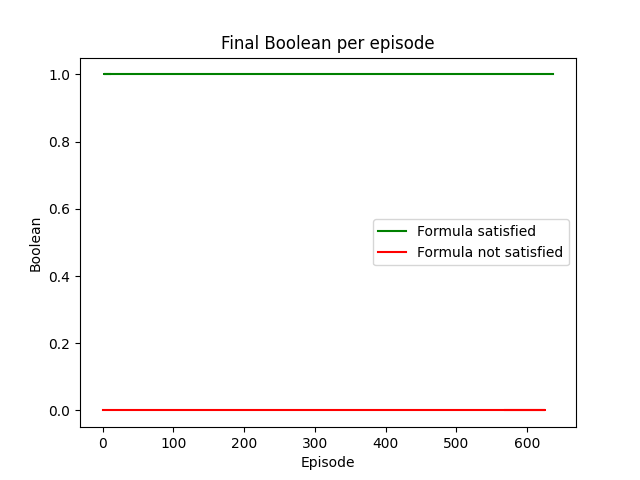 Final Boolean per episode
1.0
0.8
0.6
0.4
0.2
0.0
Boolean
Formula satisfied
Formula not satisfied
0 100 200 300 400 500 600
Episode